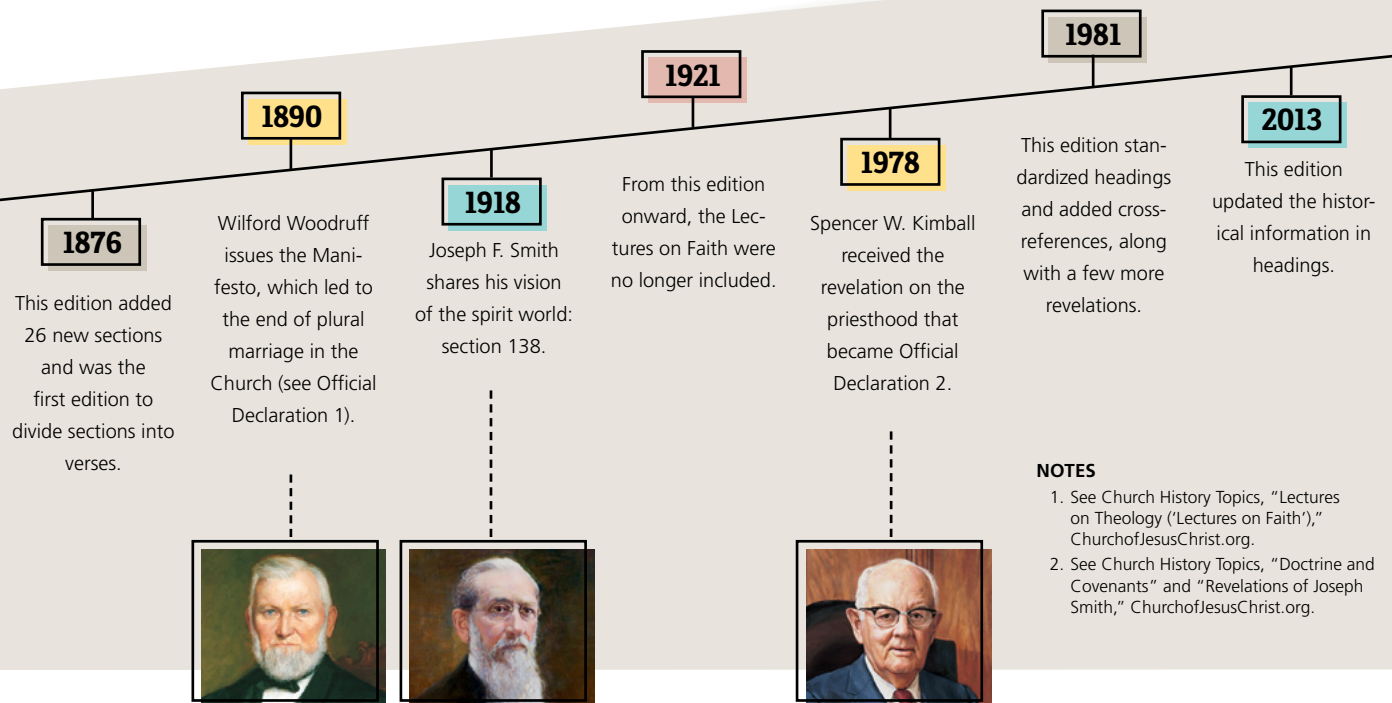 1876
This edition added
26 new sections
and was the
first edition to
divide sections into
verses.
1890
Wilford Woodruff
issues the Mani-
festo, which led to
the end of plural
marriage in the
Church (see Official
Declaration 1).
1918
Joseph F. Smith
shares his vision
of the spirit world:
section 138.
1921
From this edition
onward, the Lec-
tures on Faith were
no longer included.
1978
Spencer W. Kimball
received the
revelation on the
priesthood that
became Official
Declaration 2.
1981
This edition stan-
dardized headings
and added cross-
references, along
with a few more
revelations.
2013
This edition
updated the histor-
ical information in
headings.
NOTES
1. See Church History Topics, “Lectures
on Theology (‘Lectures on Faith’),”
ChurchofJesusChrist.org.
2. See Church History Topics, “Doctrine and
Covenants” and “Revelations of Joseph
Smith,” ChurchofJesusChrist.org.